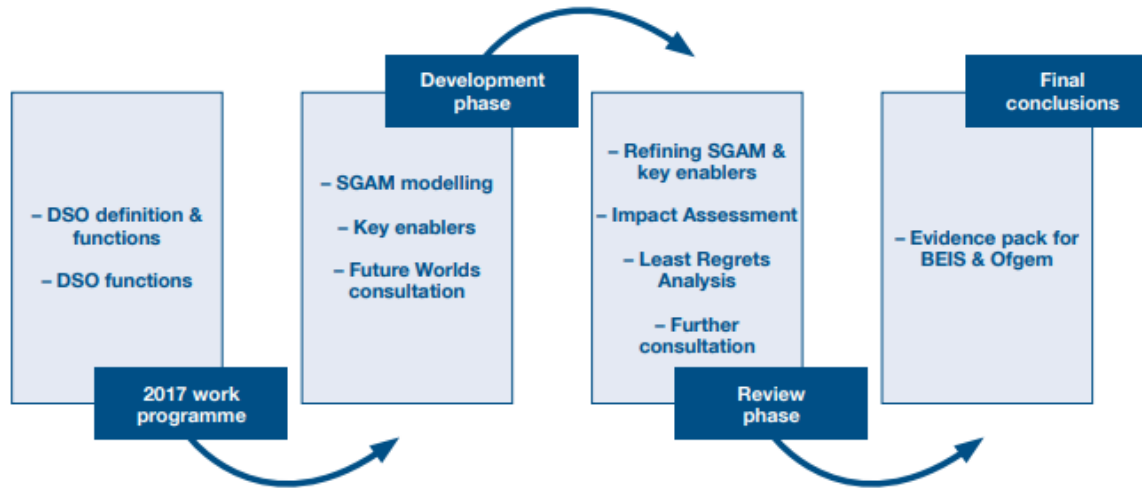 – DSO definition &
functions
– DSO functions
2017 work
programme
Development
phase
– SGAM modelling
– Key enablers
– Future Worlds
consultation
– Refining SGAM &
key enablers
– Impact Assessment
– Least Regrets
Analysis
– Further
consultation
Review
phase
Final
conclusions
– Evidence pack for
BEIS & Ofgem